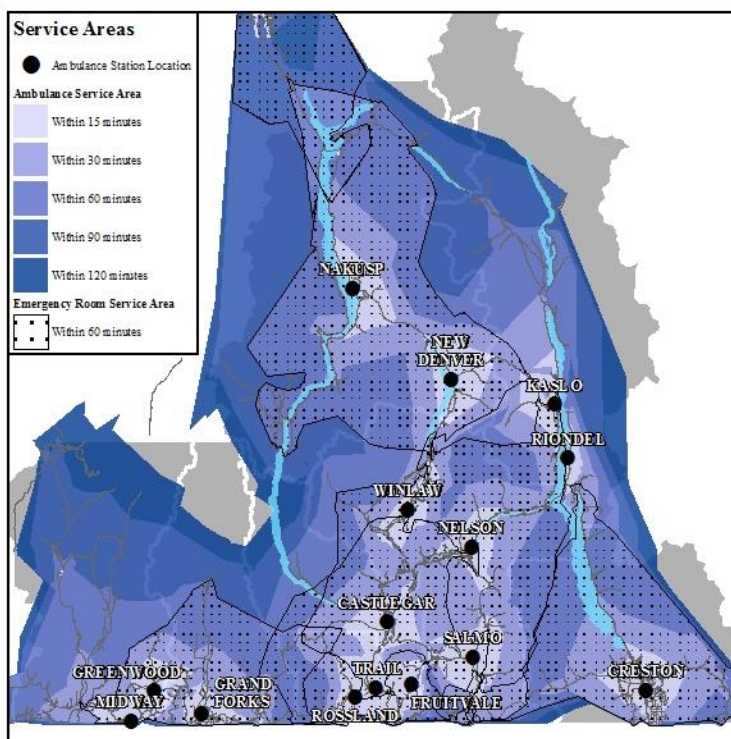 Service Areas
Ambulance Station Location
Ambulance Service Area
Within 15 minutes
Within 30 minutes
Within 60 minutes
Within 90 minutes
Within 120 minutes
Emergency Room Service Area
Within 60 minutes
NAKUSP
NEW
DENVER
KASLO
RIONDEL
WINLAW
NELSON
CASTLEGAR
SALMO
GREENWOOD
MIDWAY
GRAND
FORKS
TRAIL
ROSSLAND
FRUITVALE
CRESTON